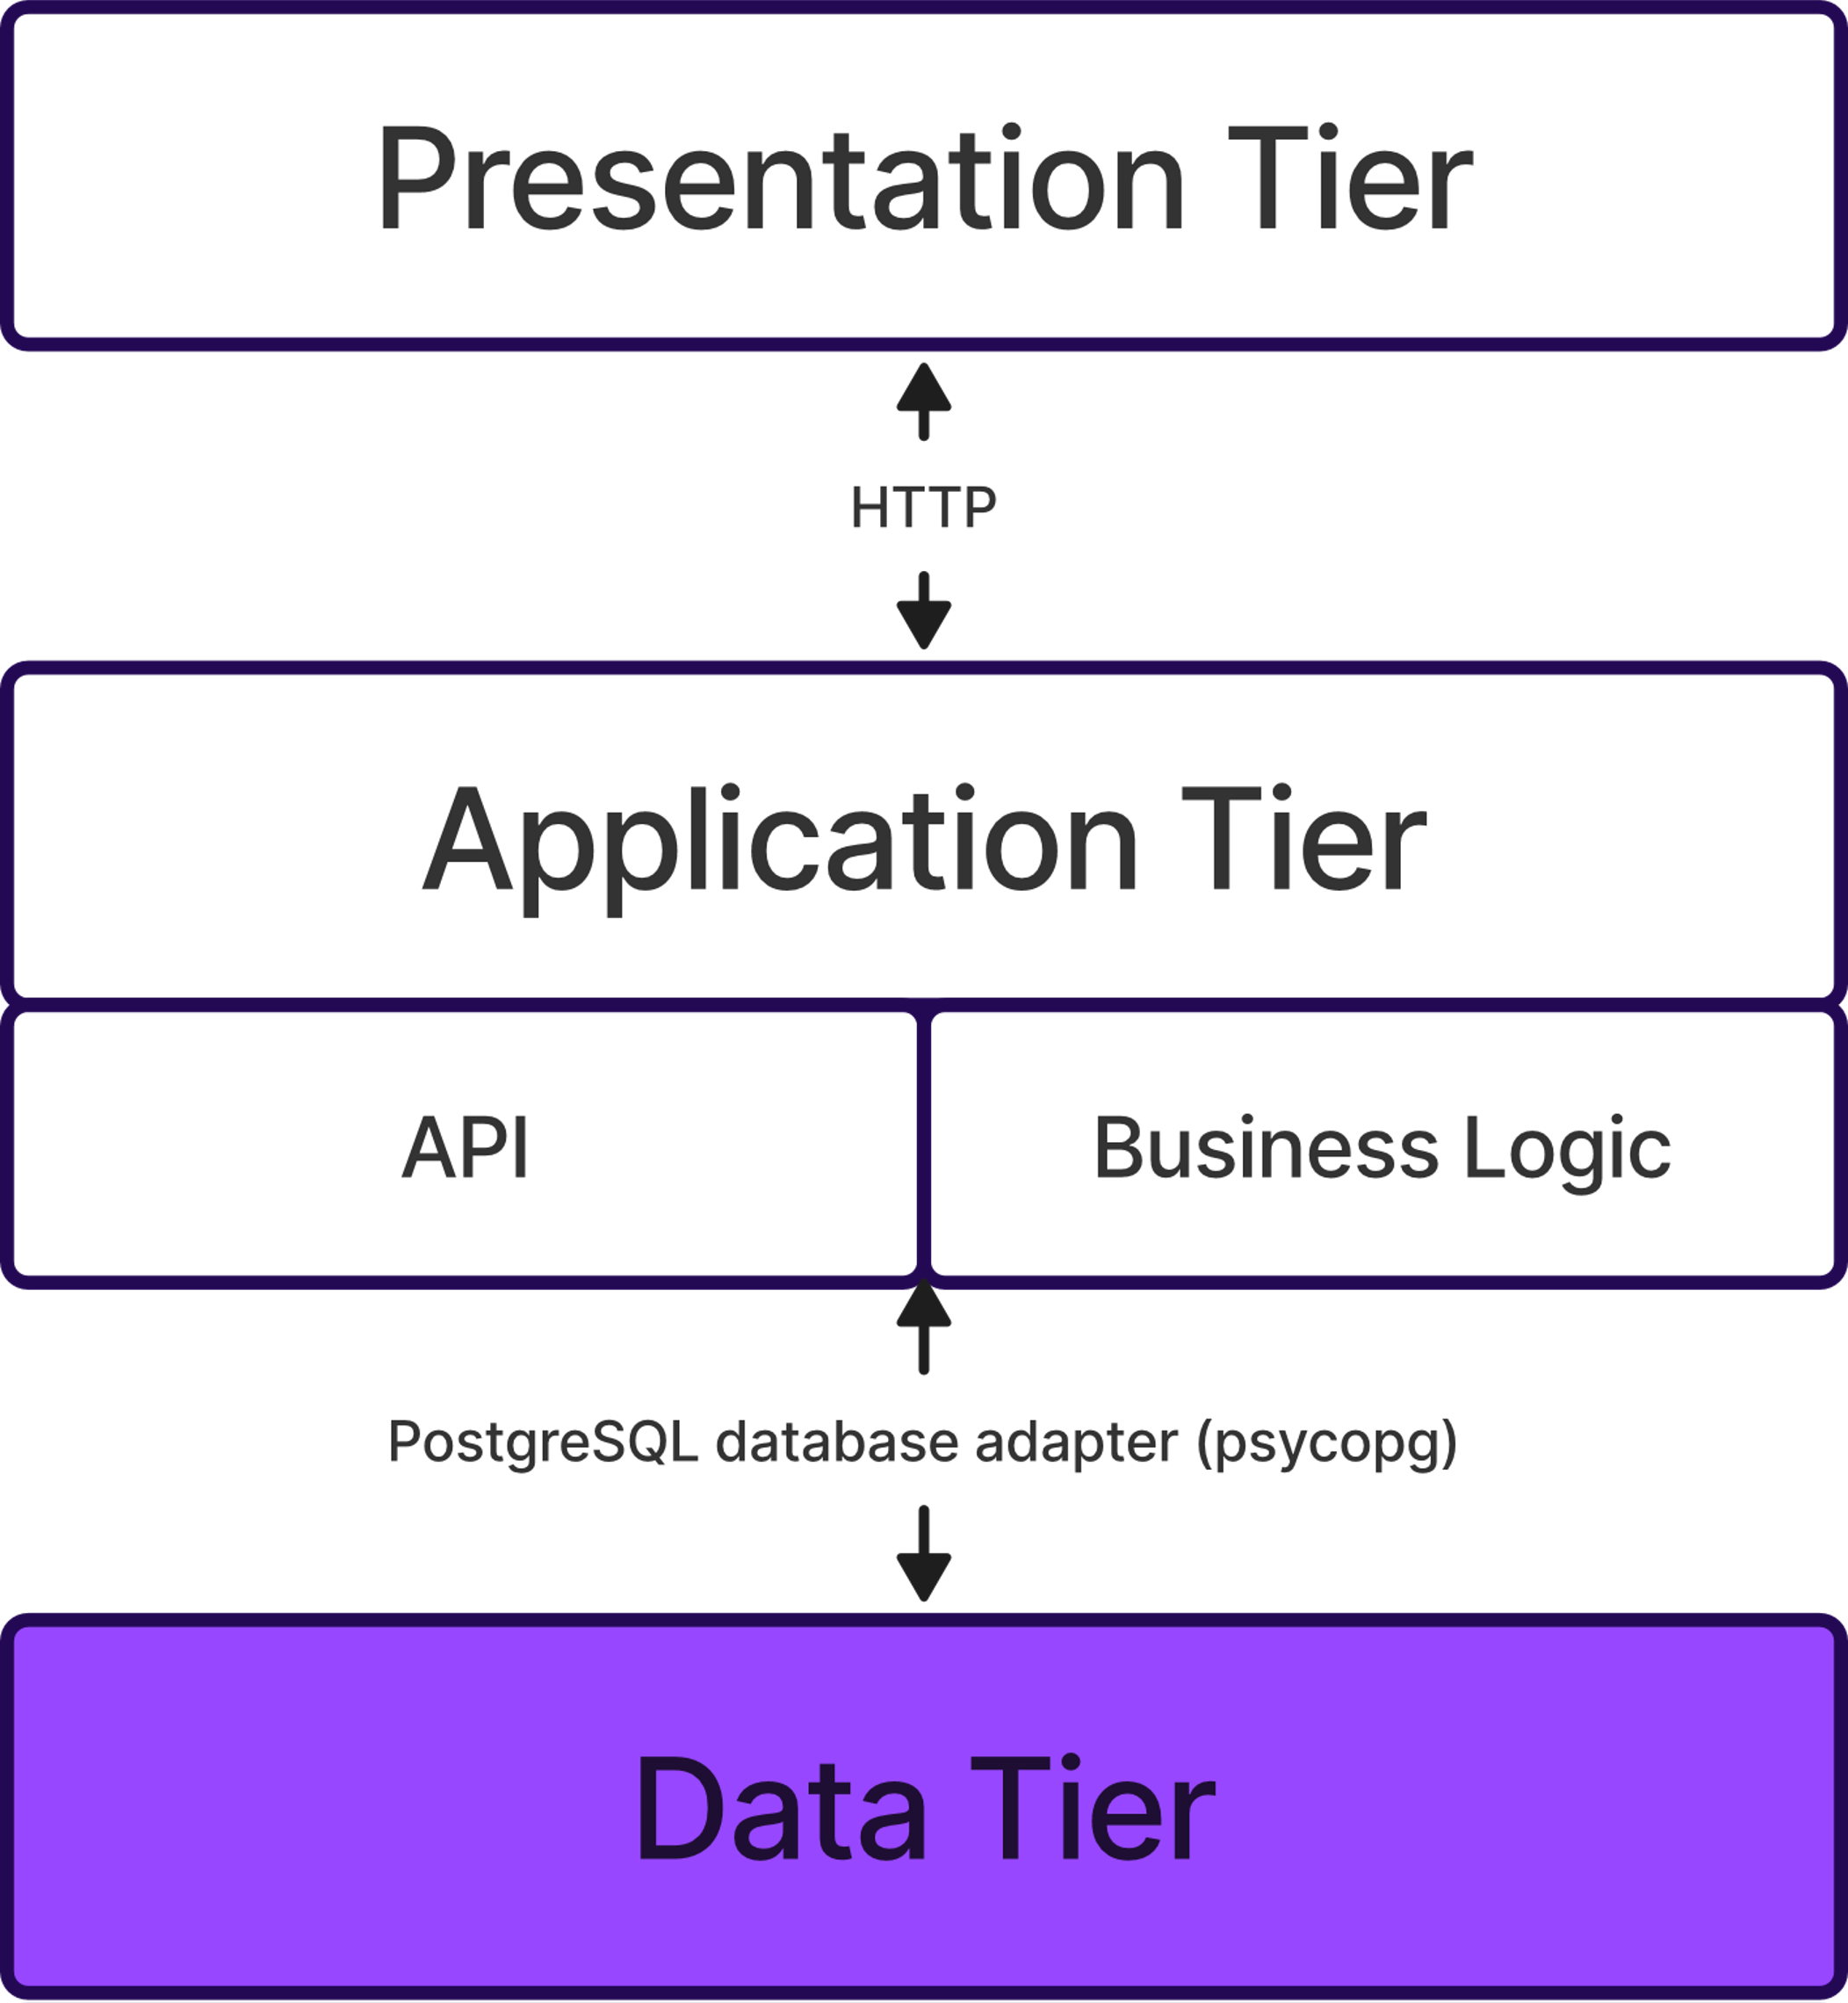 Presentation Tier
HTTP
Application Tier
API
Business Logic
PostgreSQL database adapter (psycopg)
Data Tier